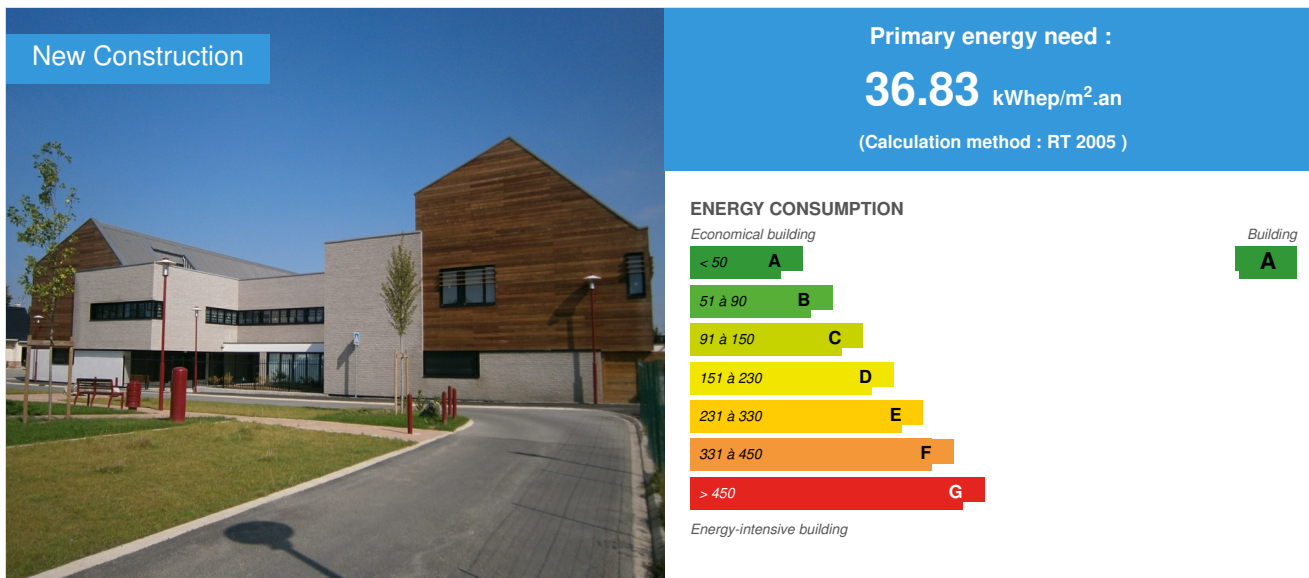 New Construction
Primary energy need :
36.83 kWhep/m².an
(Calculation method : RT 2005 )
ENERGY CONSUMPTION
Economical building
Building
< 50 A
A
51 à 90 B
91 à 150 C
151 à 230 D
231 à 330 E
331 à 450 F
> 450 G
Energy-intensive building